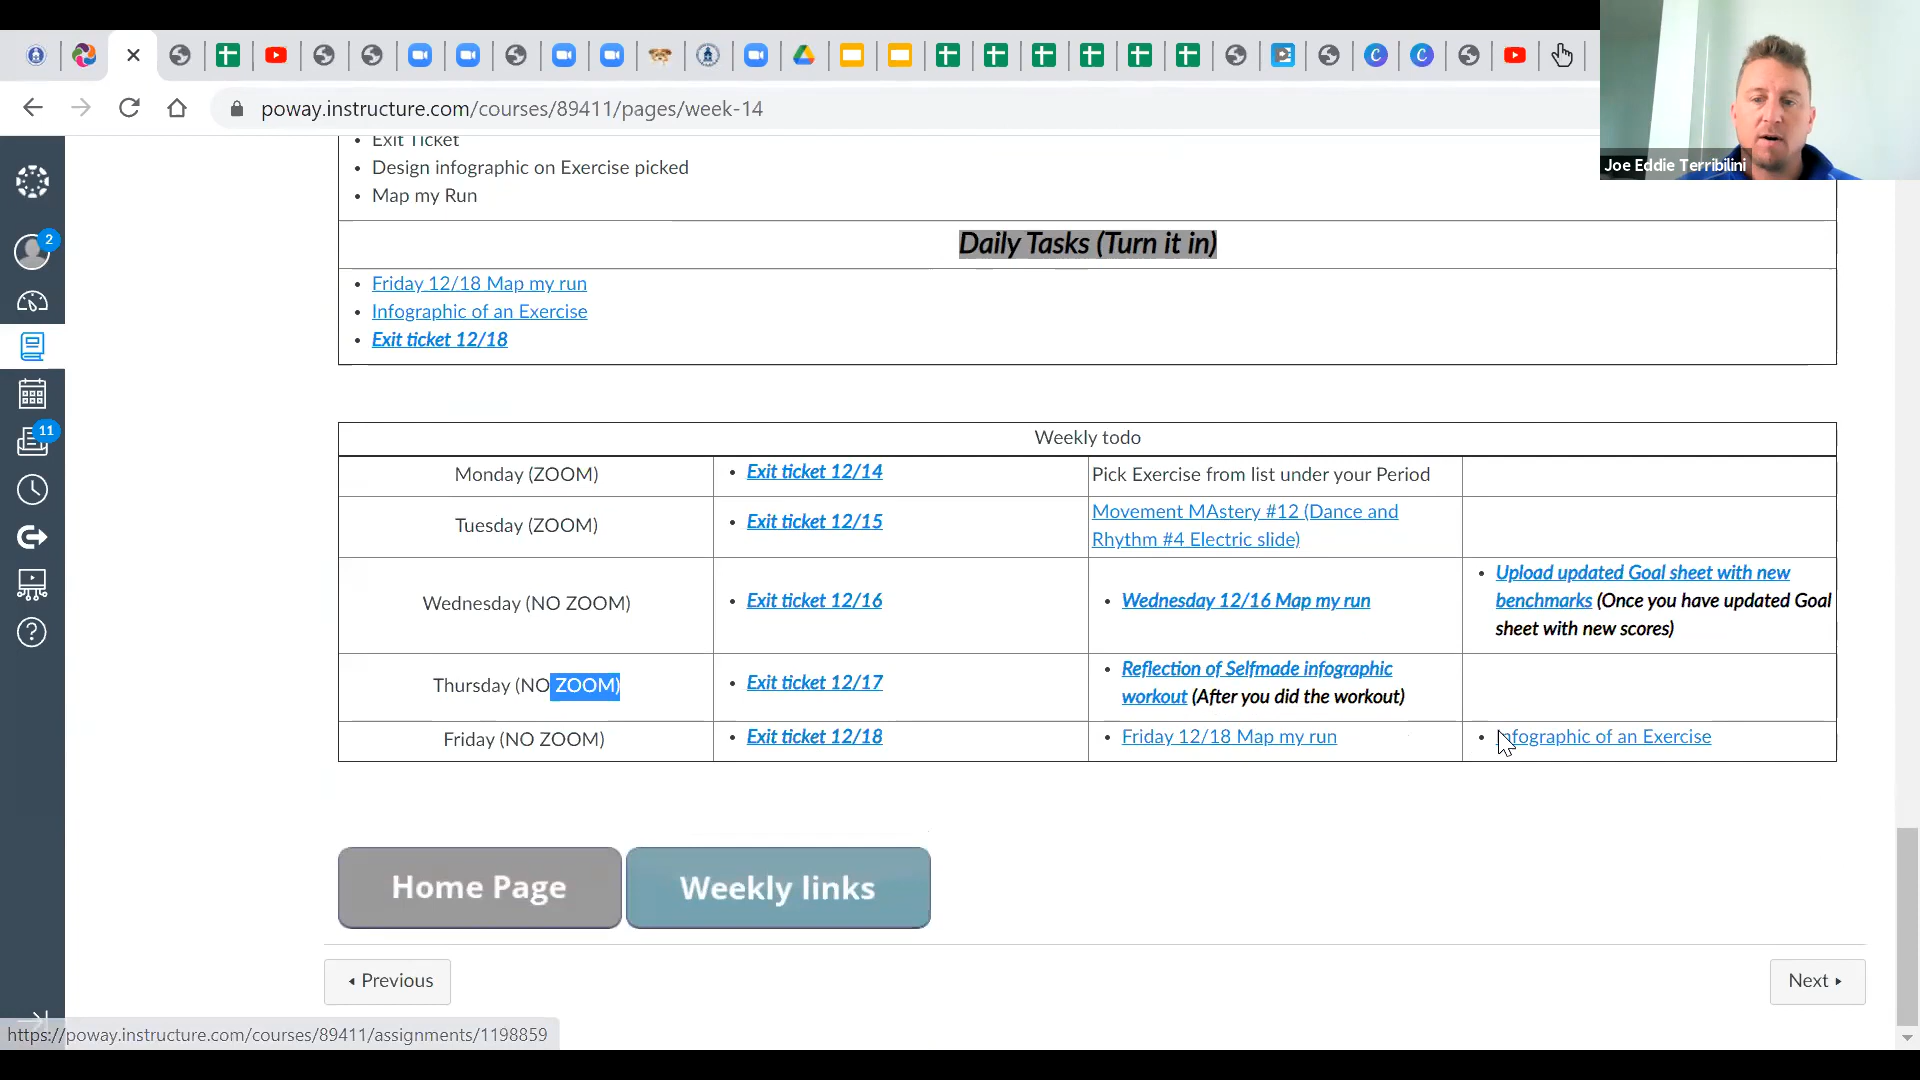 poway.instructure.com/courses/89411/pages/week-14
Joe Eddie Terribilini
2
11
Exit Ticket
Design infographic on Exercise picked
Map my Run
Daily Tasks (Turn it in)
Friday 12/18 Map my run
Infographic of an Exercise
Exit ticket 12/18
Weekly todo
Monday (ZOOM)
Exit ticket 12/14
Pick Exercise from list under your Period
Tuesday (ZOOM)
Exit ticket 12/15
Movement MAstery #12 (Dance and
Rhythm #4 Electric slide)
Wednesday (NO ZOOM)
Exit ticket 12/16
Wednesday 12/16 Map my run
Upload updated Goal sheet with new
benchmarks (Once you have updated Goal
sheet with new scores)
Thursday (NO ZOOM)
Exit ticket 12/17
Reflection of Selfmade infographic
workout (After you did the workout)
Friday (NO ZOOM)
Exit ticket 12/18
Friday 12/18 Map my run
Infographic of an Exercise
Home Page
Weekly links
Previous
Next
https://poway.instructure.com/courses/89411/assignments/1198859